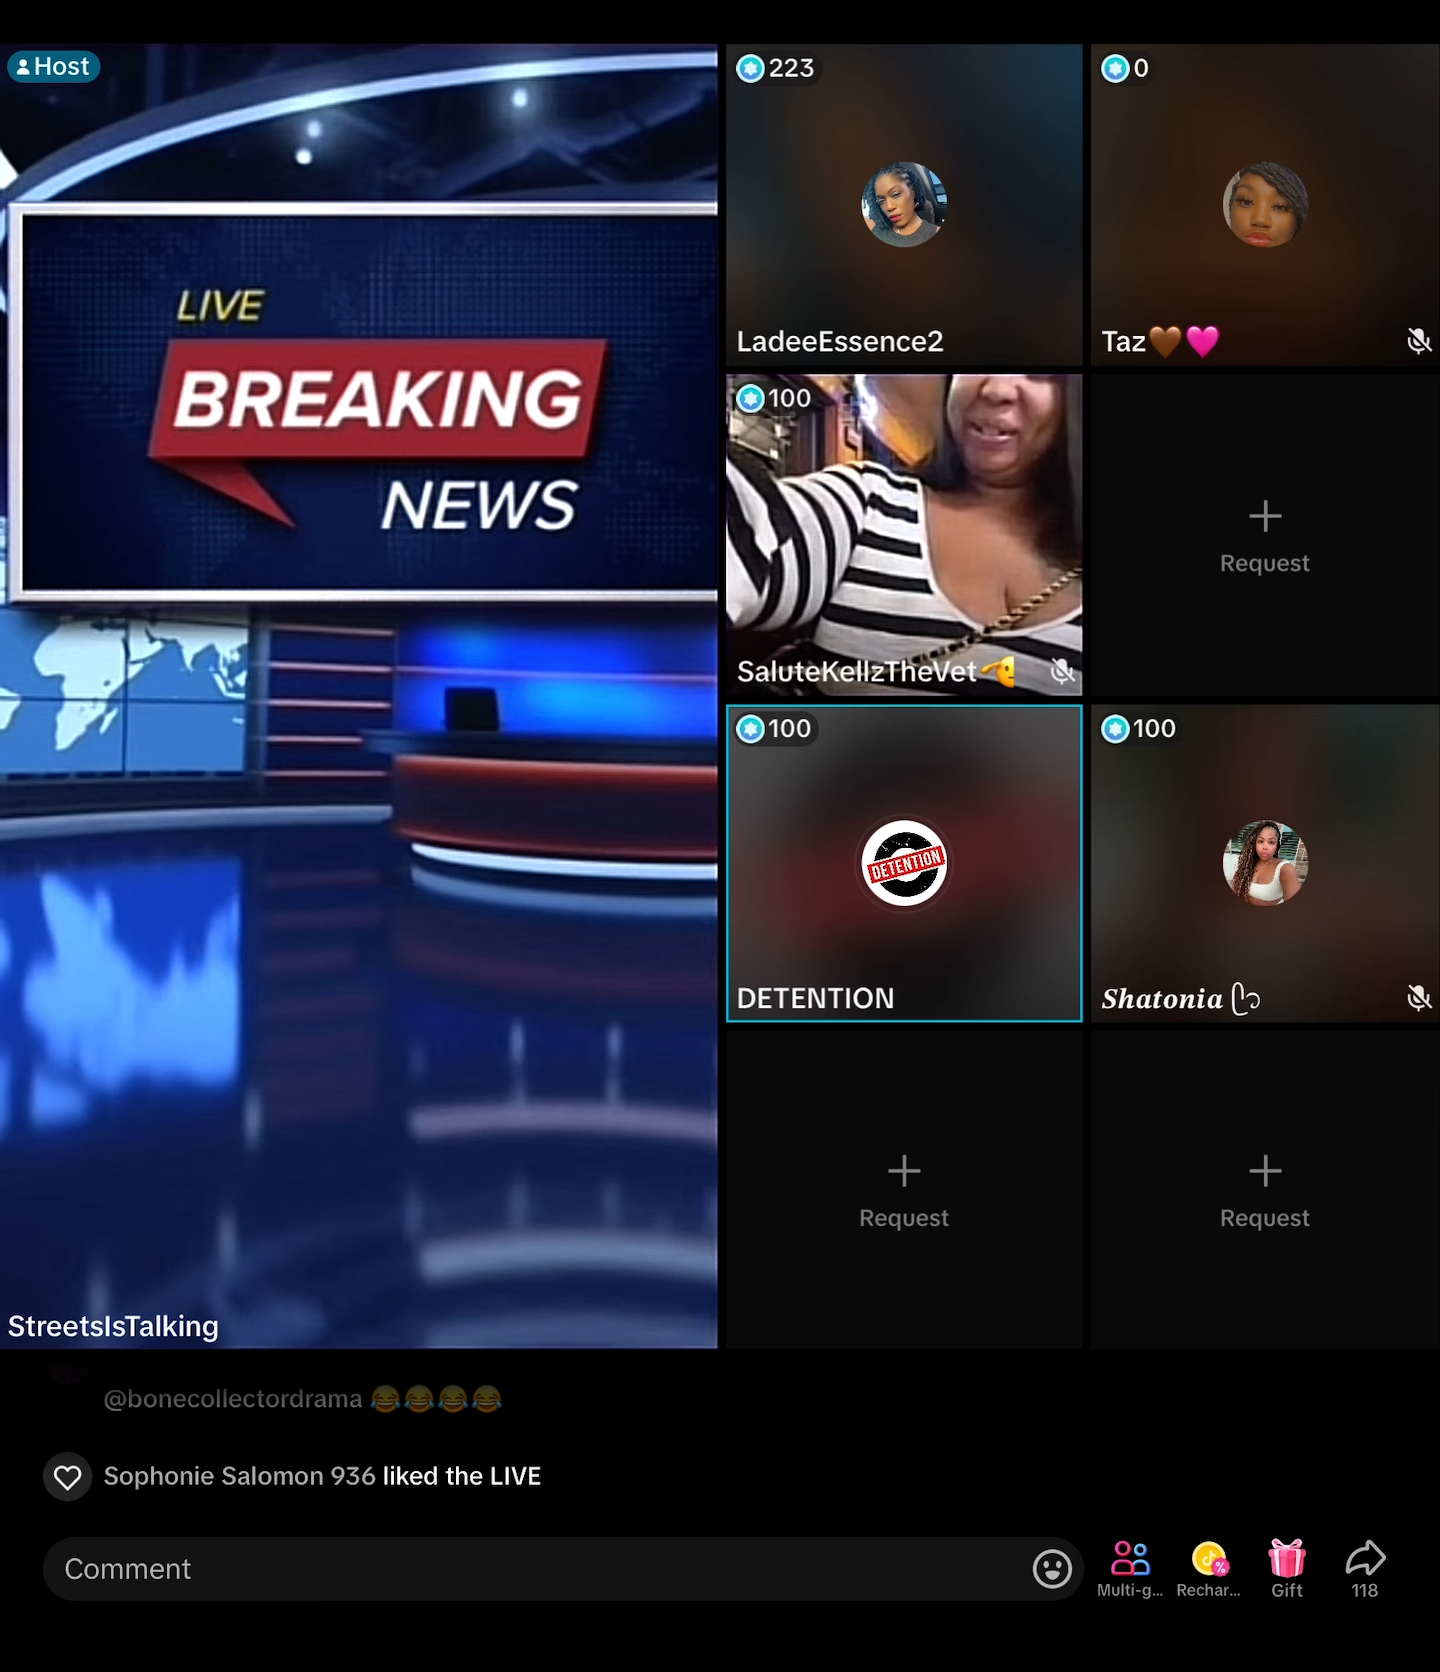 Host
LIVE
BREAKING
NEWS
StreetsIsTalking
223
LadeeEssence2
0
Taz🤎🩷
100
SaluteKellzTheVet🫡
Request
100
DETENTION
DETENTION
100
Shatonia
Request
Request
@bonecollectordrama 😂😂😂😂
Sophonie Salomon 936 liked the LIVE
Comment
Multi-g...
Rechar...
Gift
118